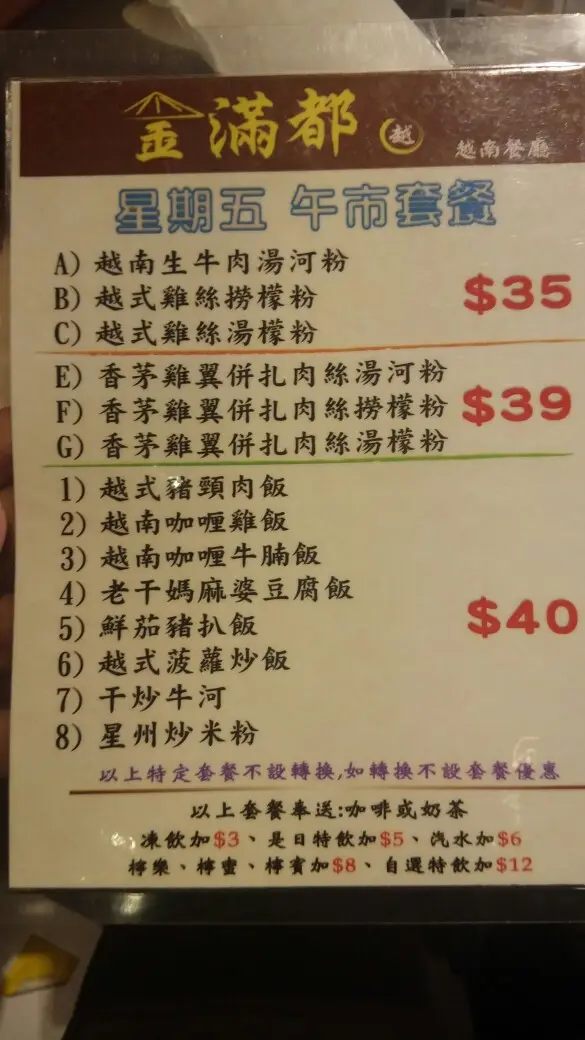 金滿都 越 越南餐廳
星期五 午市套餐
A) 越南生牛肉湯河粉
B) 越式雞絲撈檬粉
C) 越式雞絲湯檬粉
$35
E) 香茅雞翼併扎肉絲湯河粉
F) 香茅雞翼併扎肉絲撈檬粉
G) 香茅雞翼併扎肉絲湯檬粉
$39
1) 越式豬頸肉飯
2) 越南咖喱雞飯
3) 越南咖喱牛腩飯
4) 老干媽麻婆豆腐飯
5) 鮮茄豬扒飯
6) 越式菠蘿炒飯
7) 干炒牛河
8) 星州炒米粉
$40
以上特定套餐不設轉換,如轉換不設套餐優惠
以上套餐奉送:咖啡或奶茶
凍飲加$3、是日特飲加$5、汽水加$6
檸樂、檸蜜、檸賓加$8、自選特飲加$12